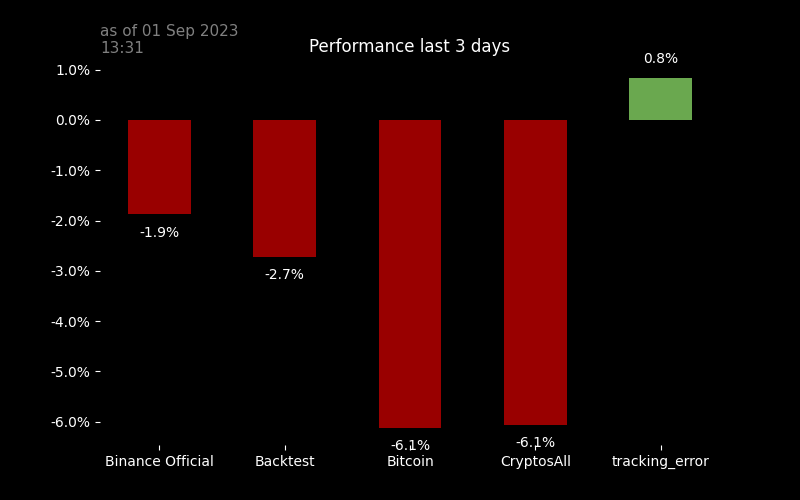 as of 01 Sep 2023
13:31
Performance last 3 days
1.0%
0.0%
-1.0%
-2.0%
-3.0%
-4.0%
-5.0%
-6.0%
-1.9%
-2.7%
-6.1%
-6.1%
0.8%
Binance Official
Backtest
Bitcoin
CryptosAll
tracking_error